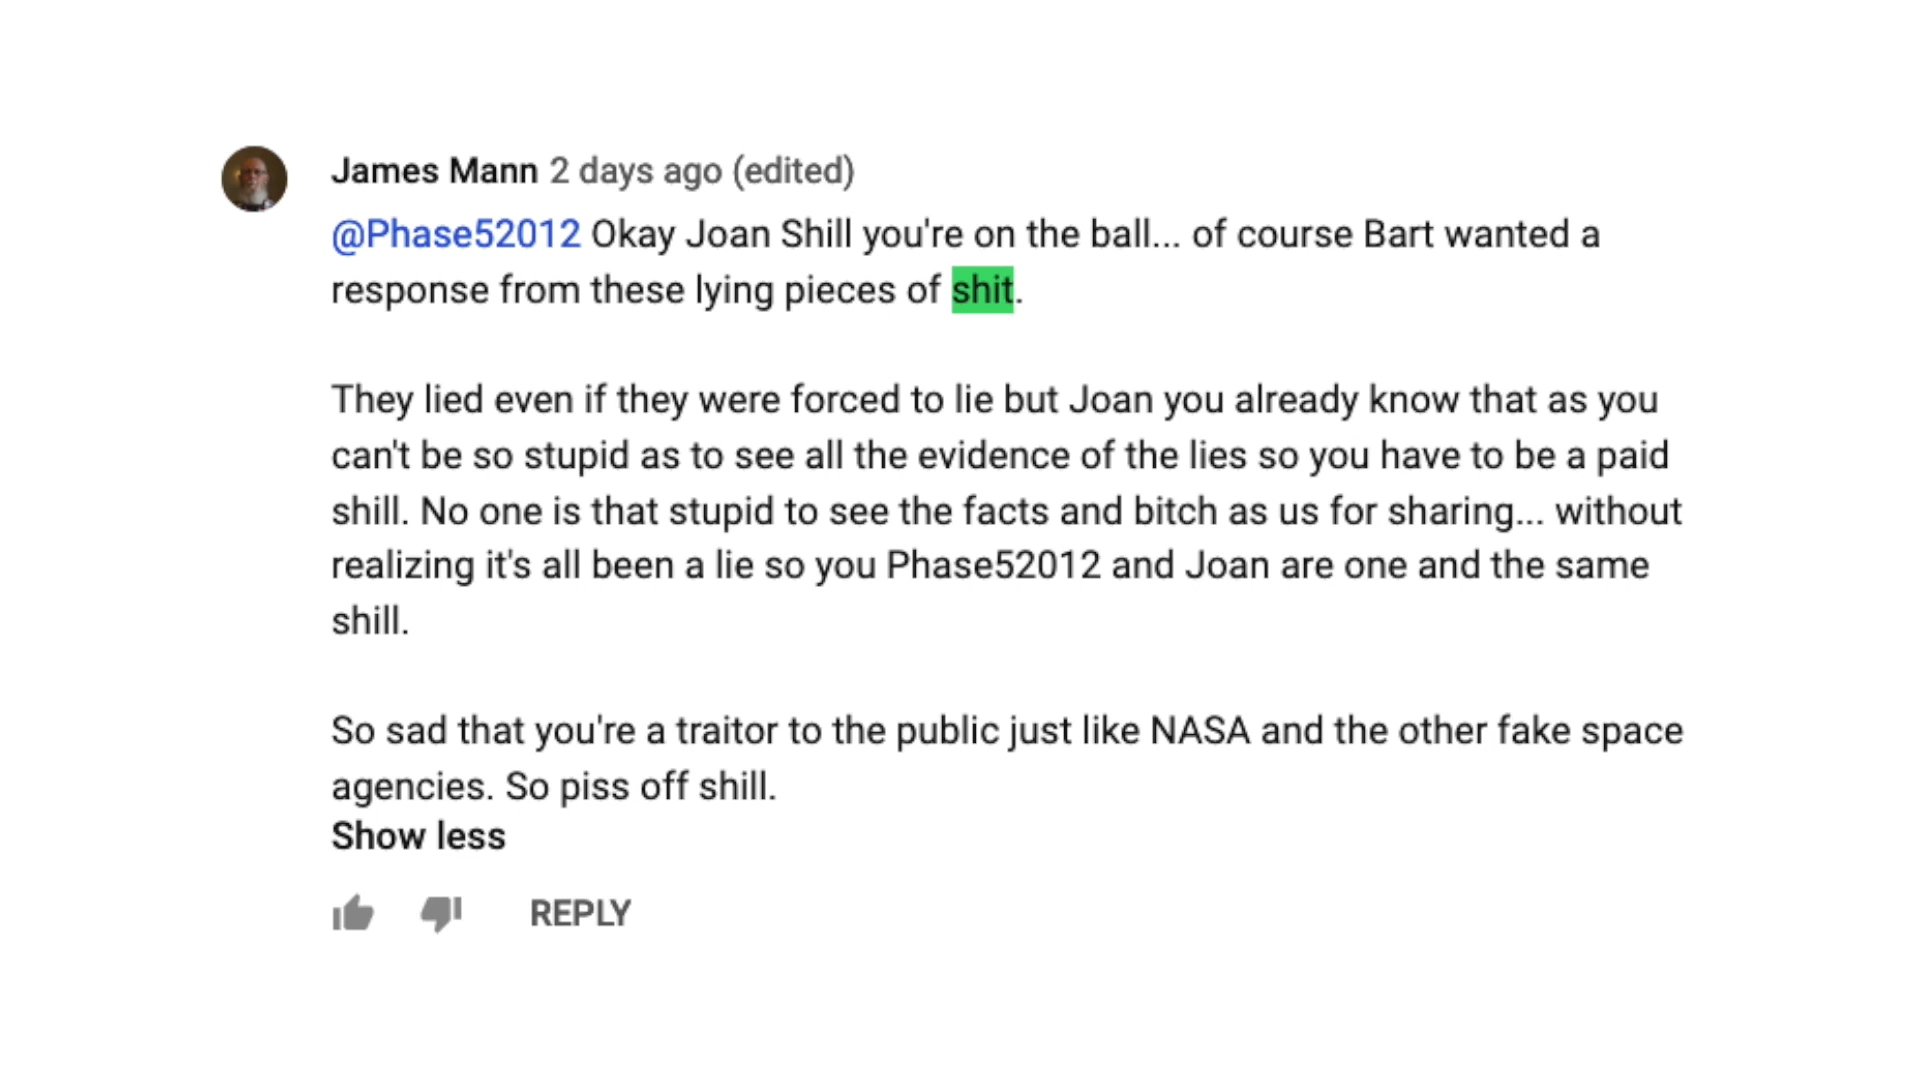 James Mann 2 days ago (edited)
@Phase52012 Okay Joan Shill you're on the ball... of course Bart wanted a
response from these lying pieces of shit.
They lied even if they were forced to lie but Joan you already know that as you
can't be so stupid as to see all the evidence of the lies so you have to be a paid
shill. No one is that stupid to see the facts and bitch as us for sharing... without
realizing it's all been a lie so you Phase52012 and Joan are one and the same
shill.
So sad that you're a traitor to the public just like NASA and the other fake space
agencies. So piss off shill.
Show less
REPLY